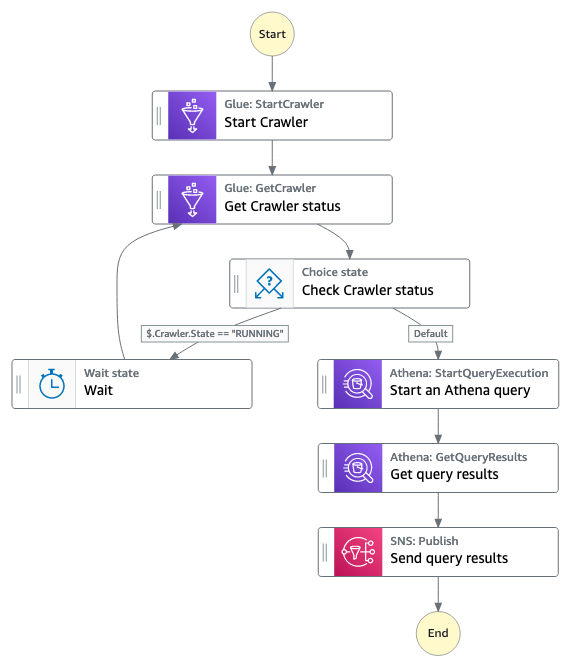 Start
Glue: StartCrawler
Start Crawler
Glue: GetCrawler
Get Crawler status
Choice state
Check Crawler status
$.Crawler.State == "RUNNING"
Default
Wait state
Wait
Athena: StartQueryExecution
Start an Athena query
Athena: GetQueryResults
Get query results
SNS: Publish
Send query results
End